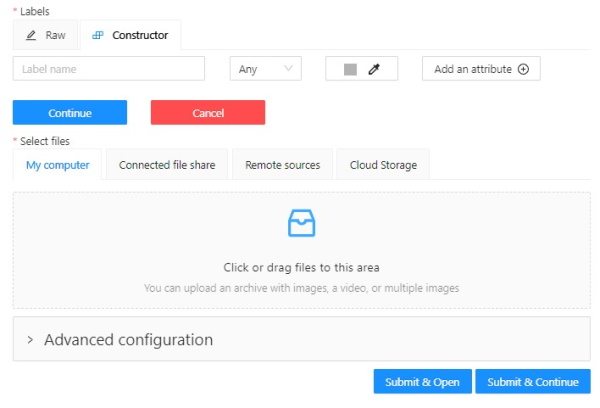 * Labels
Raw Constructor
Label name Any Add an attribute
Continue Cancel
* Select files
My computer Connected file share Remote sources Cloud Storage
Click or drag files to this area
You can upload an archive with images, a video, or multiple images
> Advanced configuration
Submit & Open Submit & Continue